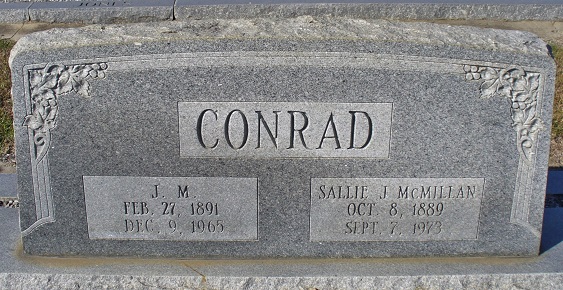 CONRAD
J. M.
FEB. 27, 1891
DEC. 9, 1965
SALLIE J. McMILLAN
OCT. 8, 1889
SEPT. 7, 1973